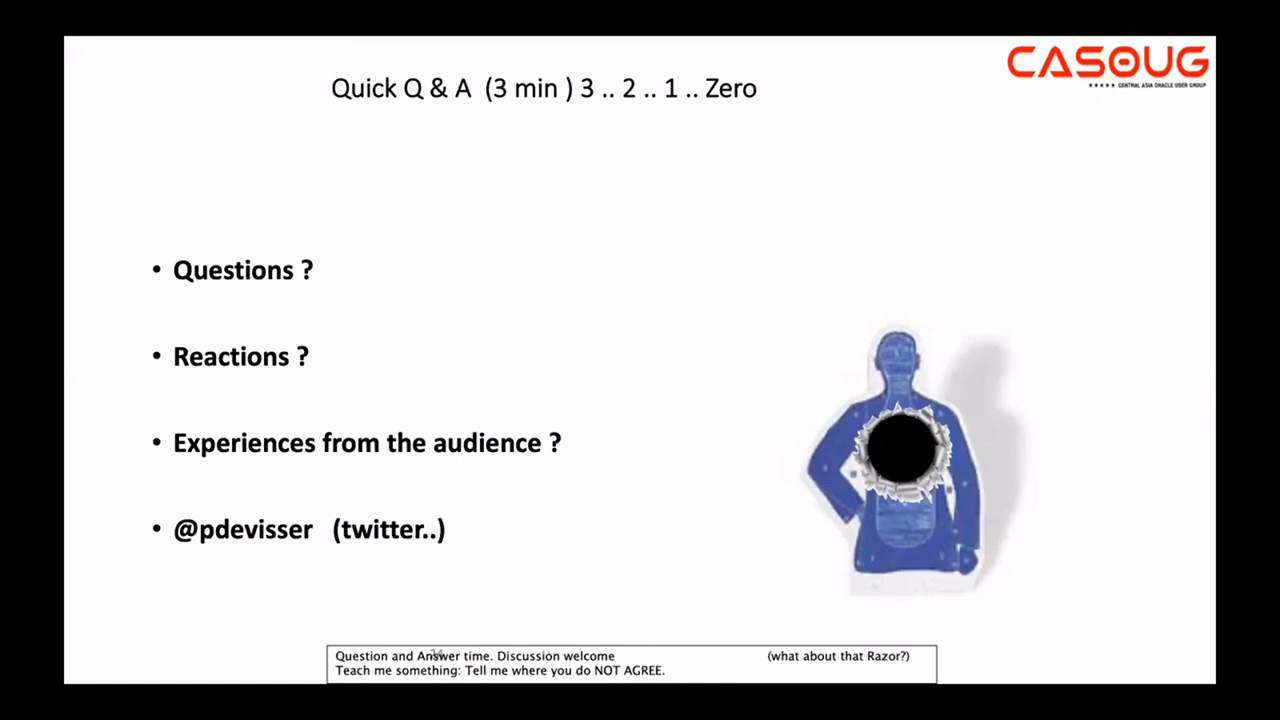 CASOUG
★★★★★ CENTRAL ASIA ORACLE USER GROUP
Quick Q & A (3 min ) 3 .. 2 .. 1 .. Zero
• Questions ?
• Reactions ?
• Experiences from the audience ?
• @pdevisser (twitter..)
Question and Answer time. Discussion welcome (what about that Razor?)
Teach me something: Tell me where you do NOT AGREE.